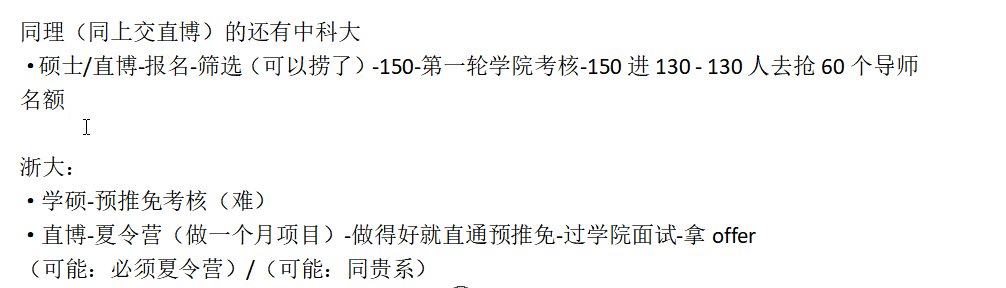 同理（同上交直博）的还有中科大
•硕士/直博-报名-筛选（可以捞了）-150-第一轮学院考核-150 进 130 - 130 人去抢 60 个导师
名额
浙大：
•学硕-预推免考核（难）
•直博-夏令营（做一个月项目）-做得好就直通预推免-过学院面试-拿 offer
（可能：必须夏令营）/（可能：同贵系）